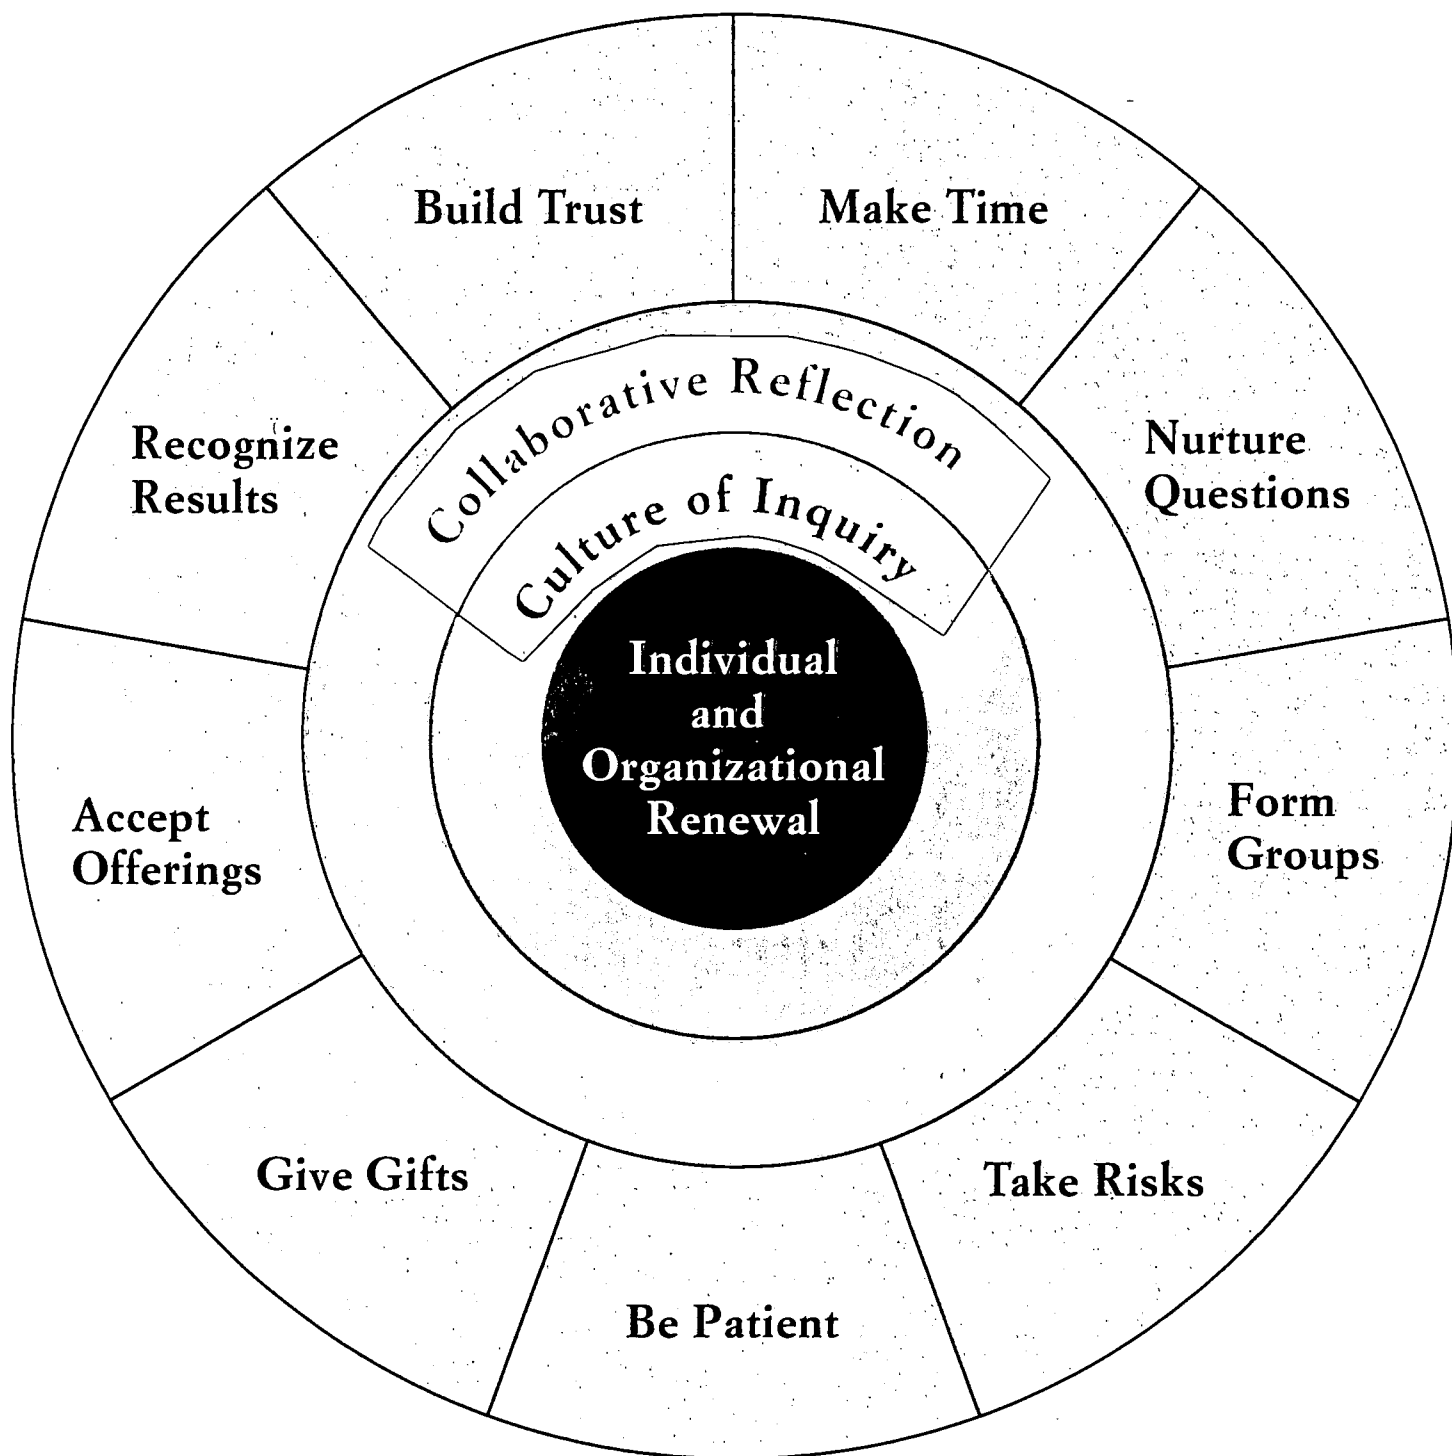 Build Trust
Make Time
Recognize
Results
Collaborative Reflection
Nurture
Questions
Culture of Inquiry
Individual
and
Organizational
Renewal
Accept
Offerings
Form
Groups
Give Gifts
Take Risks
Be Patient